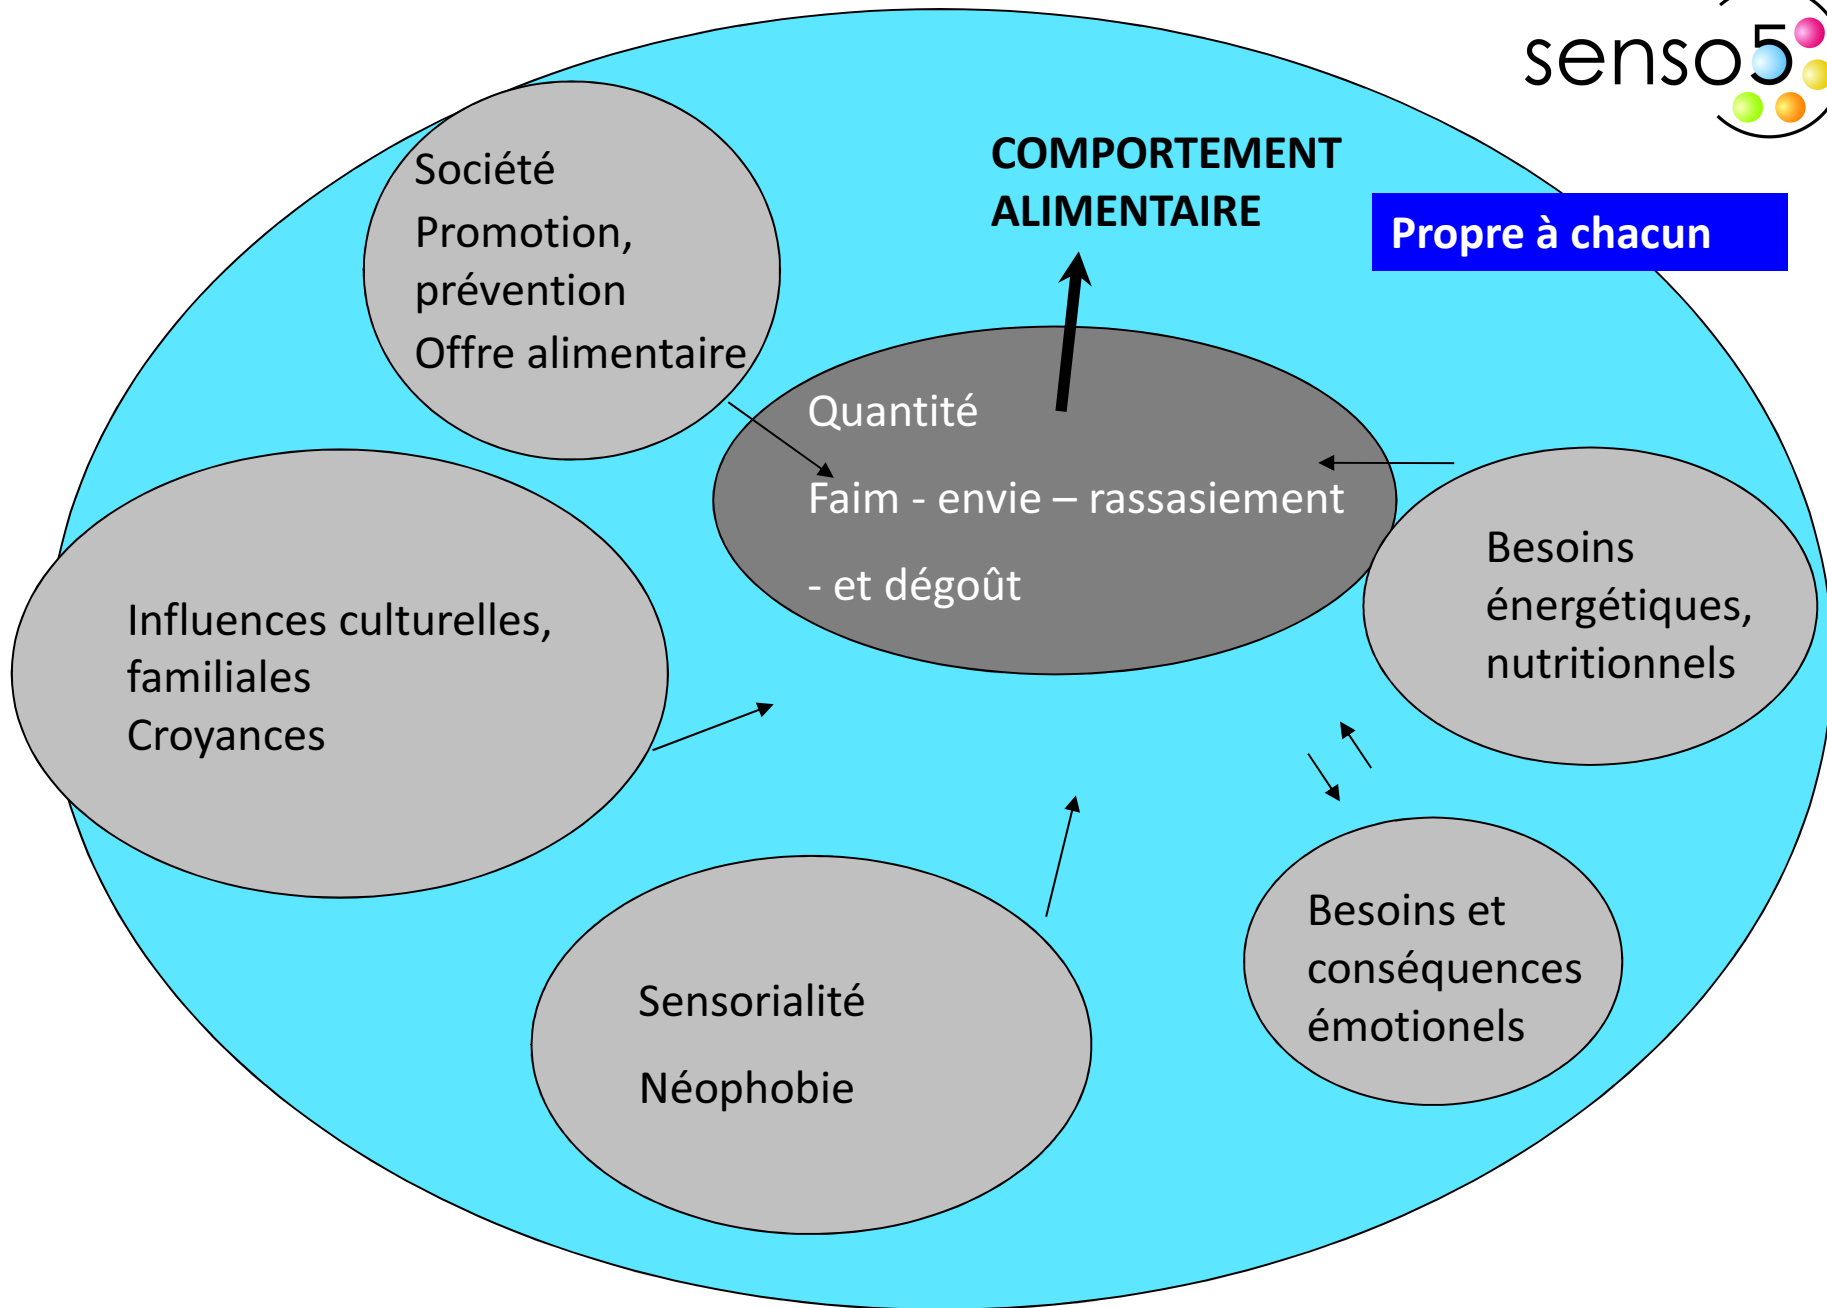 senso5
COMPORTEMENT
ALIMENTAIRE
Propre à chacun
Société
Promotion,
prévention
Offre alimentaire
Quantité
Faim - envie – rassasiement
- et dégoût
Besoins
énergétiques,
nutritionnels
Influences culturelles,
familiales
Croyances
Besoins et
conséquences
émotionels
Sensorialité
Néophobie